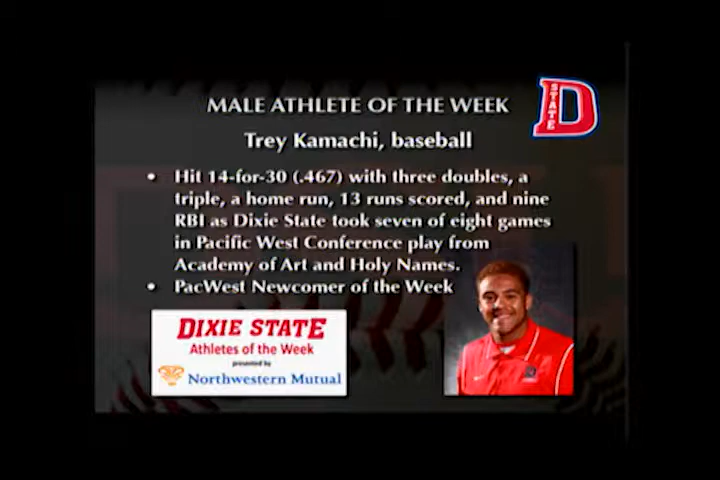 MALE ATHLETE OF THE WEEK
STATE D
Trey Kamachi, baseball
• Hit 14-for-30 (.467) with three doubles, a
triple, a home run, 13 runs scored, and nine
RBI as Dixie State took seven of eight games
in Pacific West Conference play from
Academy of Art and Holy Names.
• PacWest Newcomer of the Week
DIXIE STATE
Athletes of the Week
presented by
Northwestern Mutual